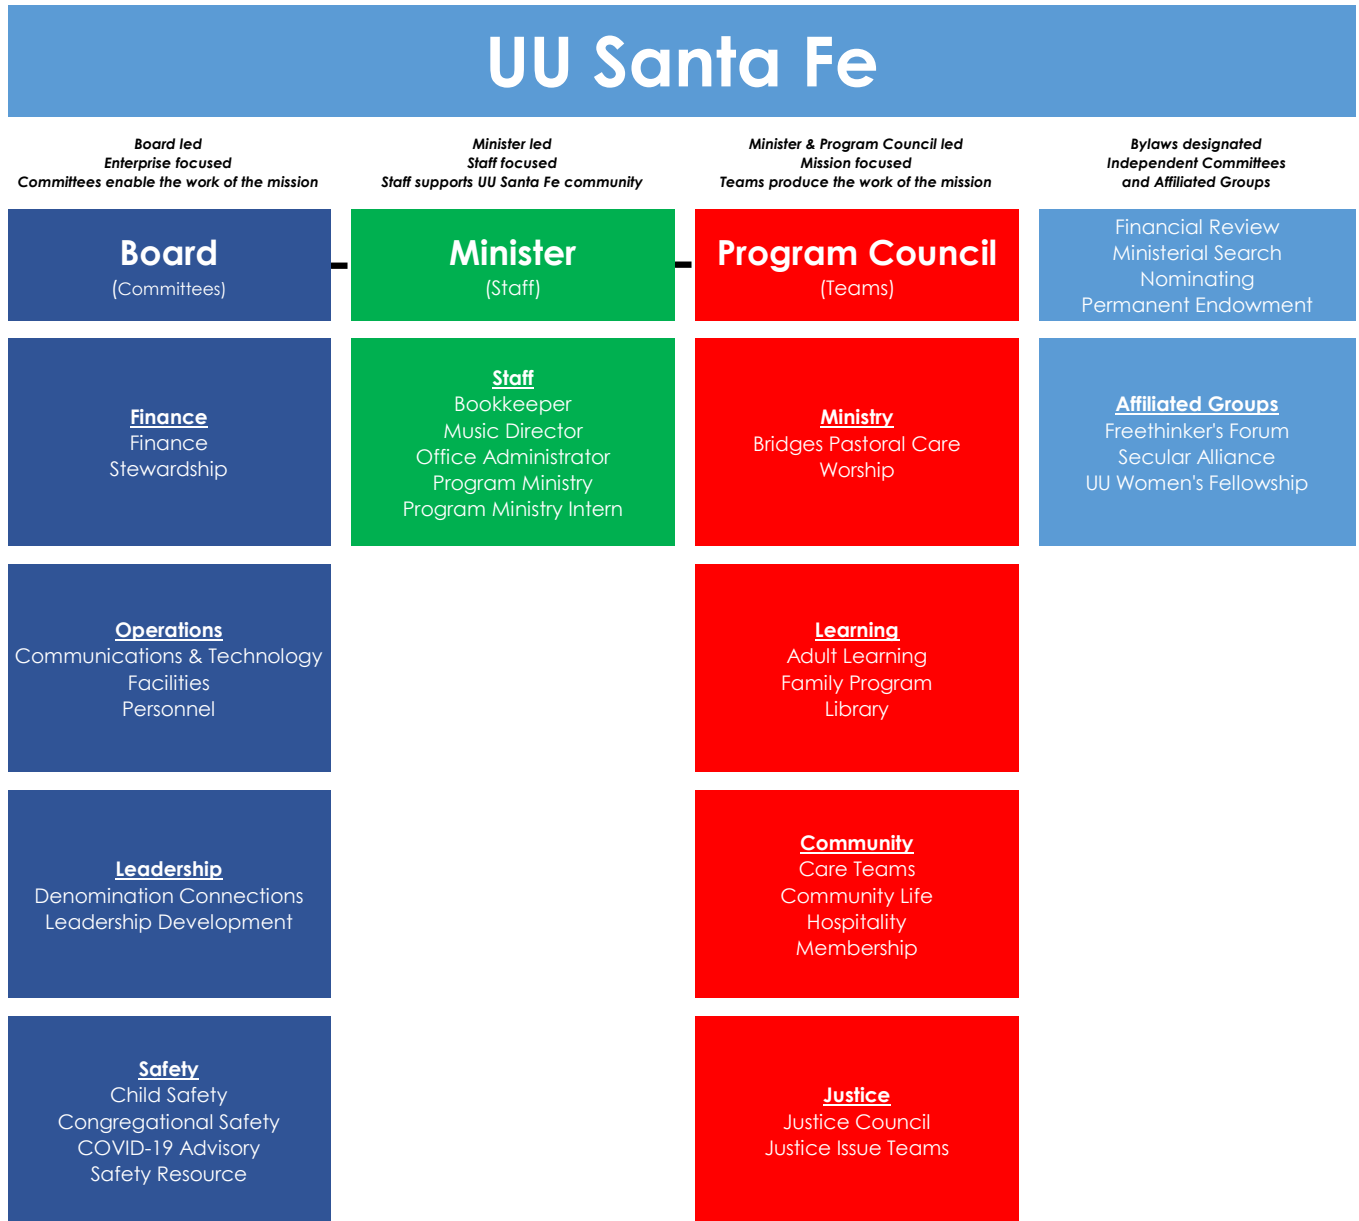 UU Santa Fe
Board led
Enterprise focused
Committees enable the work of the mission
Minister led
Staff focused
Staff supports UU Santa Fe community
Minister & Program Council led
Mission focused
Teams produce the work of the mission
Bylaws designated
Independent Committees
and Affiliated Groups
Board
(Committees)
Minister
(Staff)
Program Council
(Teams)
Financial Review
Ministerial Search
Nominating
Permanent Endowment
Finance
Finance
Stewardship
Staff
Bookkeeper
Music Director
Office Administrator
Program Ministry
Program Ministry Intern
Ministry
Bridges Pastoral Care
Worship
Affiliated Groups
Freethinker's Forum
Secular Alliance
UU Women's Fellowship
Operations
Communications & Technology
Facilities
Personnel
Learning
Adult Learning
Family Program
Library
Leadership
Denomination Connections
Leadership Development
Community
Care Teams
Community Life
Hospitality
Membership
Safety
Child Safety
Congregational Safety
COVID-19 Advisory
Safety Resource
Justice
Justice Council
Justice Issue Teams